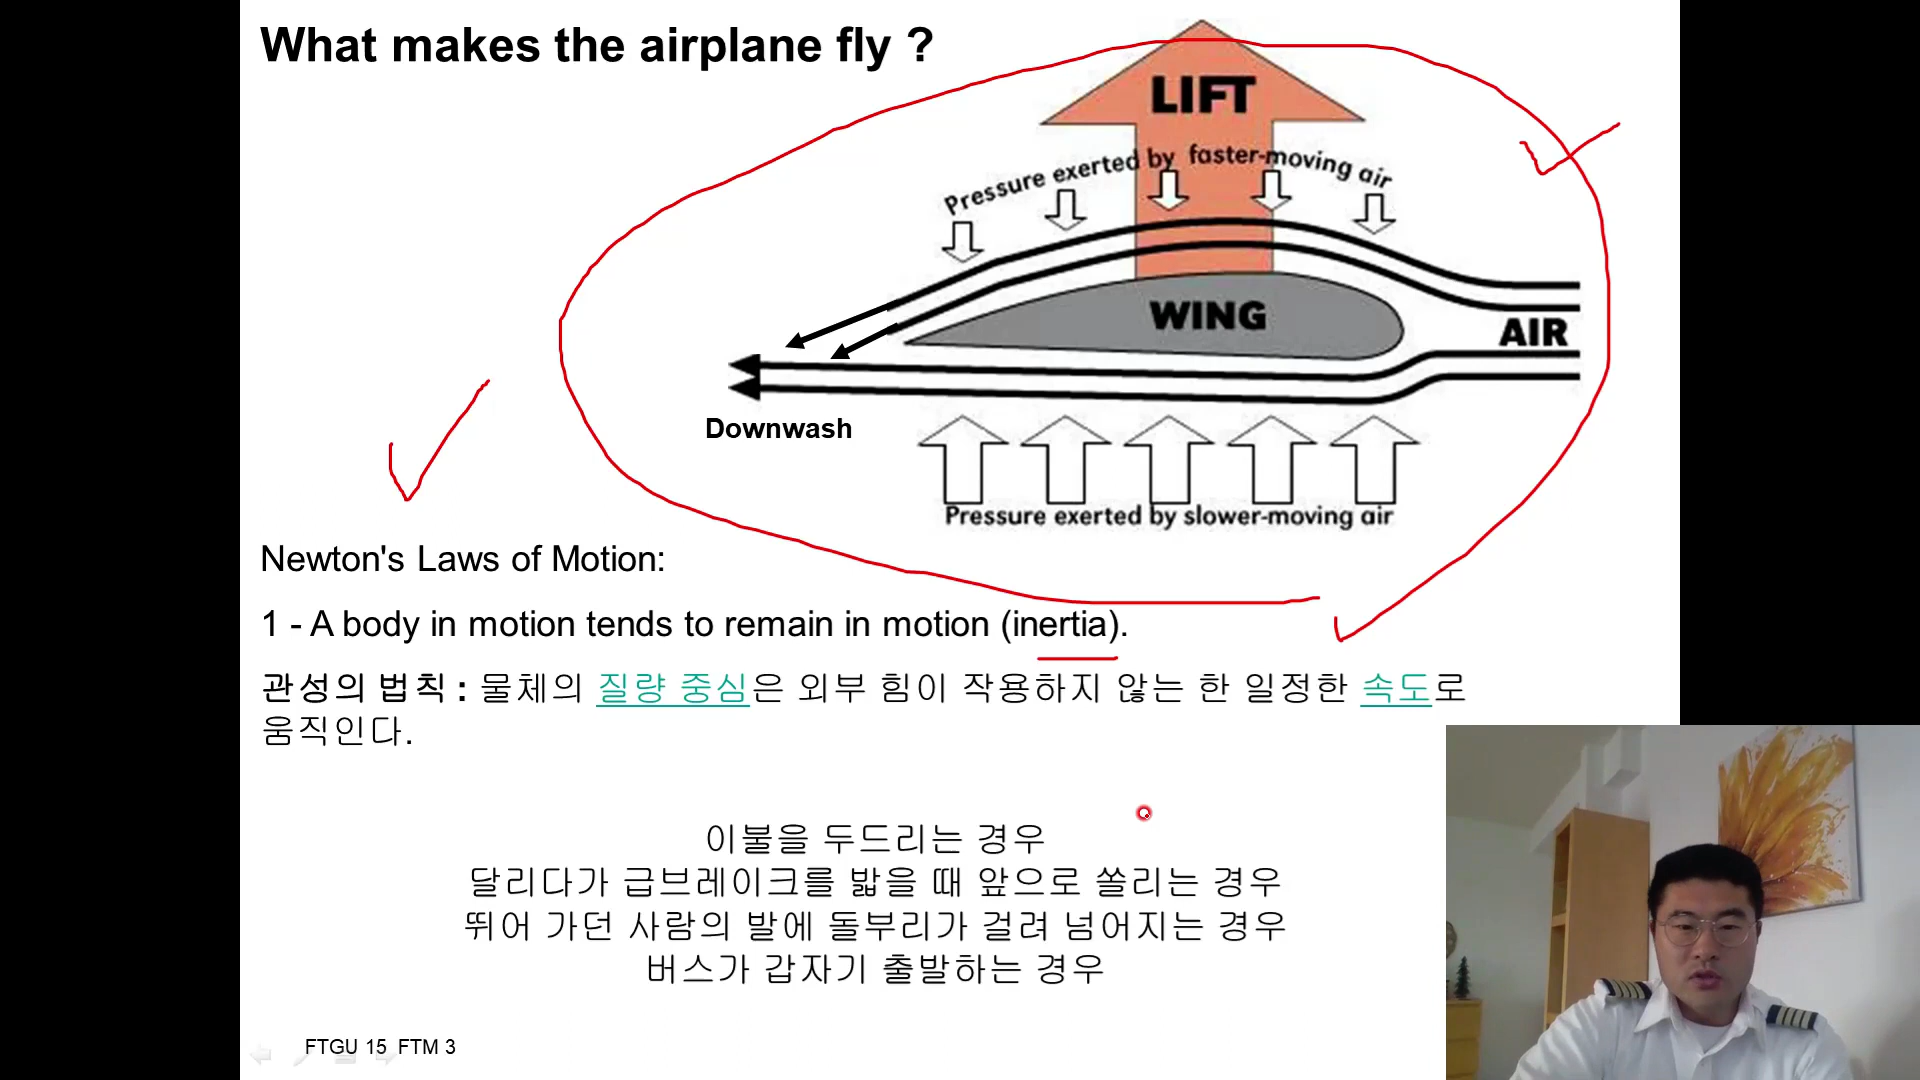 What makes the airplane fly ?
LIFT
Pressure exerted by faster-moving air
WING
AIR
Downwash
Pressure exerted by slower-moving air
Newton's Laws of Motion:
1 - A body in motion tends to remain in motion (inertia).
관성의 법칙 : 물체의 질량 중심은 외부 힘이 작용하지 않는 한 일정한 속도로
움직인다.
이불을 두드리는 경우
달리다가 급브레이크를 밟을 때 앞으로 쏠리는 경우
뛰어 가던 사람의 발에 돌부리가 걸려 넘어지는 경우
버스가 갑자기 출발하는 경우
FTGU 15 FTM 3